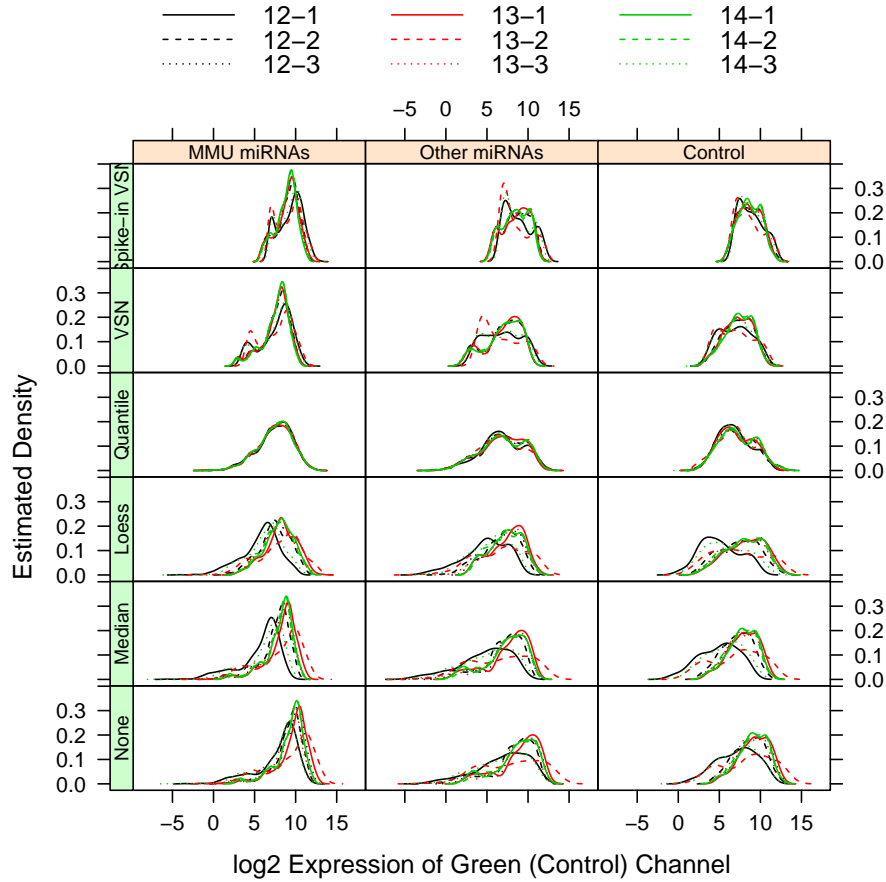 12-1 13-1 14-1
12-2 13-2 14-2
12-3 13-3 14-3
-5 0 5 10 15
MMU miRNAs Other miRNAs Control
Spike-in VSN
0.0 0.1 0.2 0.3
VSN
0.0 0.1 0.2 0.3
Quantile
0.0 0.1 0.2 0.3
Loess
0.0 0.1 0.2 0.3
Median
0.0 0.1 0.2 0.3
None
0.0 0.1 0.2 0.3
Estimated Density
-5 0 5 10 15
-5 0 5 10 15
log2 Expression of Green (Control) Channel